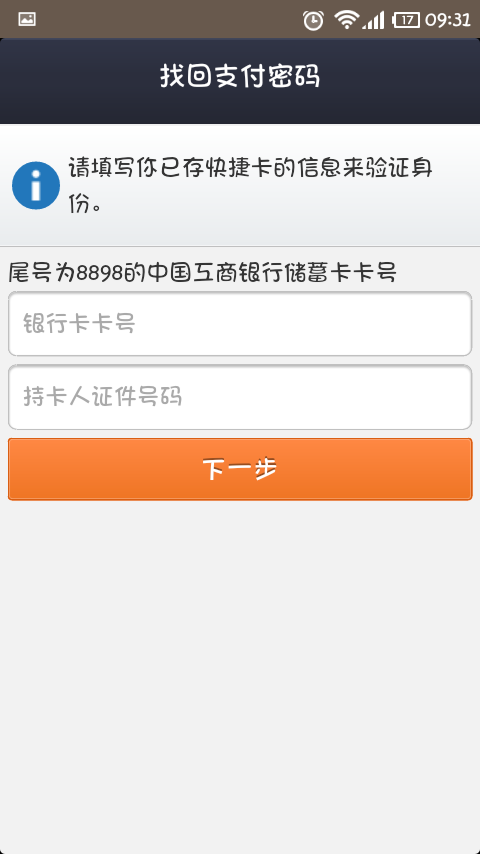 17 09:31
找回支付密码
请填写你已存快捷卡的信息来验证身
份。
尾号为8898的中国工商银行储蓄卡卡号
银行卡卡号
持卡人证件号码
下一步